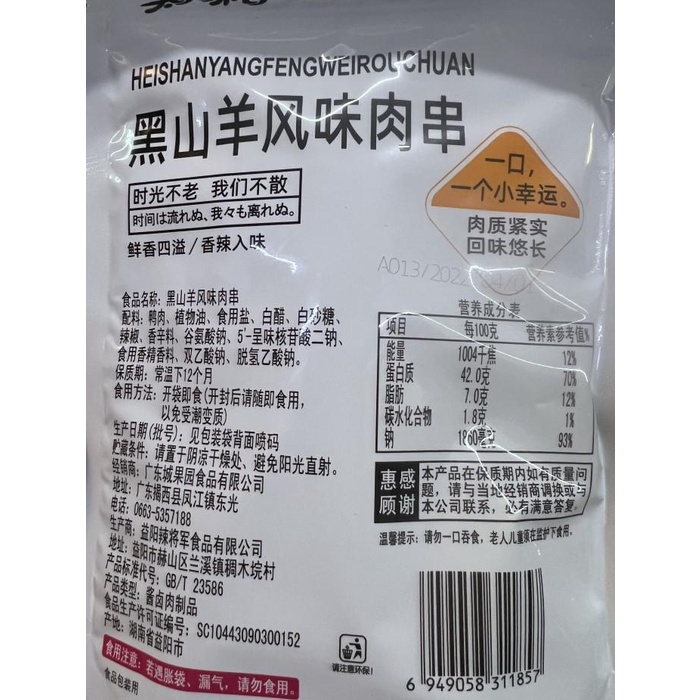 HEISHANYANGFENGWEIROUCHUAN
黑山羊风味肉串
时光不老 我们不散
时间は流れぬ、我々も离れぬ。
鲜香四溢/香辣入味
一口，
一个小幸运。
肉质紧实
回味悠长
A013/2022
食品名称: 黑山羊风味肉串
配料: 鸭肉、植物油、食用盐、白醋、白砂糖、
辣椒、香辛料、谷氨酸钠、5'-呈味核苷酸二钠、
食用香精香料、双乙酸钠、脱氢乙酸钠。
保质期: 常温下12个月
食用方法: 开袋即食(开封后请随即食用,
以免受潮变质)
生产日期(批号): 见包装袋背面喷码
贮藏条件: 请置于阴凉干燥处、避免阳光直射。
经销商: 广东城果园食品有限公司
地址: 广东揭西县凤江镇东光
电话: 0663-5357188
生产商: 益阳辣将军食品有限公司
地址: 益阳市赫山区兰溪镇稠木垸村
产品标准代号: GB/T 23586
产品类型: 酱卤肉制品
食品生产许可证编号: SC10443090300152
产地: 湖南省益阳市
食用注意: 若遇胀袋、漏气，请勿食用。
食品包装用
营养成分表
项目 每100克 营养素参考值%
能量 1004千焦 12%
蛋白质 42.0克 70%
脂肪 7.0克 12%
碳水化合物 1.8克 1%
钠 1860毫克 93%
惠感
顾谢
本产品在保质期内如有质量问
题，请与当地经销商调换或与
本公司联系，必有满意答复。
温馨提示: 请勿一口吞食，老人儿童须在监护下食用。
请注意环保!
6 949058 311857